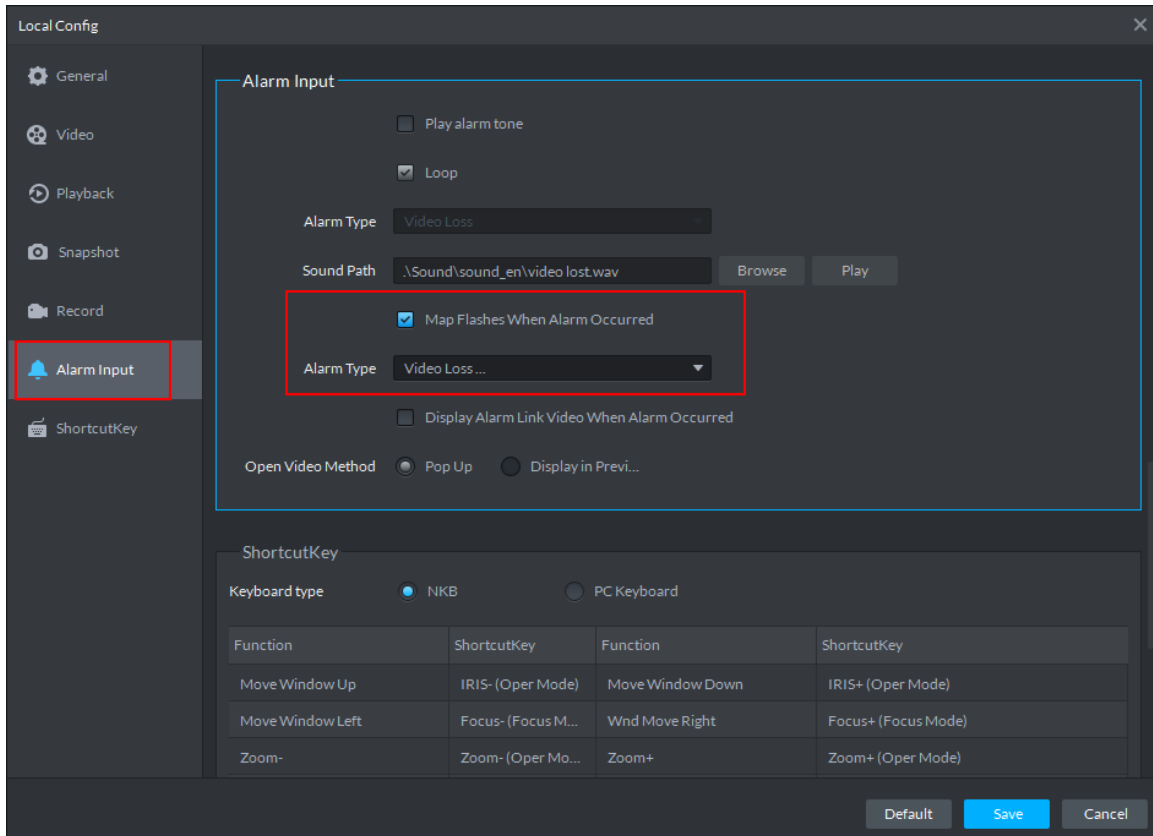 Local Config
General
Video
Playback
Snapshot
Record
Alarm Input
ShortcutKey
Alarm Input
Play alarm tone
Loop
Alarm Type Video Loss
Sound Path .\Sound\sound_en\video lost.wav Browse Play
Map Flashes When Alarm Occurred
Alarm Type Video Loss ...
Display Alarm Link Video When Alarm Occurred
Open Video Method Pop Up Display in Previ...
ShortcutKey
Keyboard type NKB PC Keyboard
Function ShortcutKey Function ShortcutKey
Move Window Up IRIS- (Oper Mode) Move Window Down IRIS+ (Oper Mode)
Move Window Left Focus- (Focus M... Wnd Move Right Focus+ (Focus Mode)
Zoom- Zoom- (Oper Mo... Zoom+ Zoom+ (Oper Mode)
Default Save Cancel